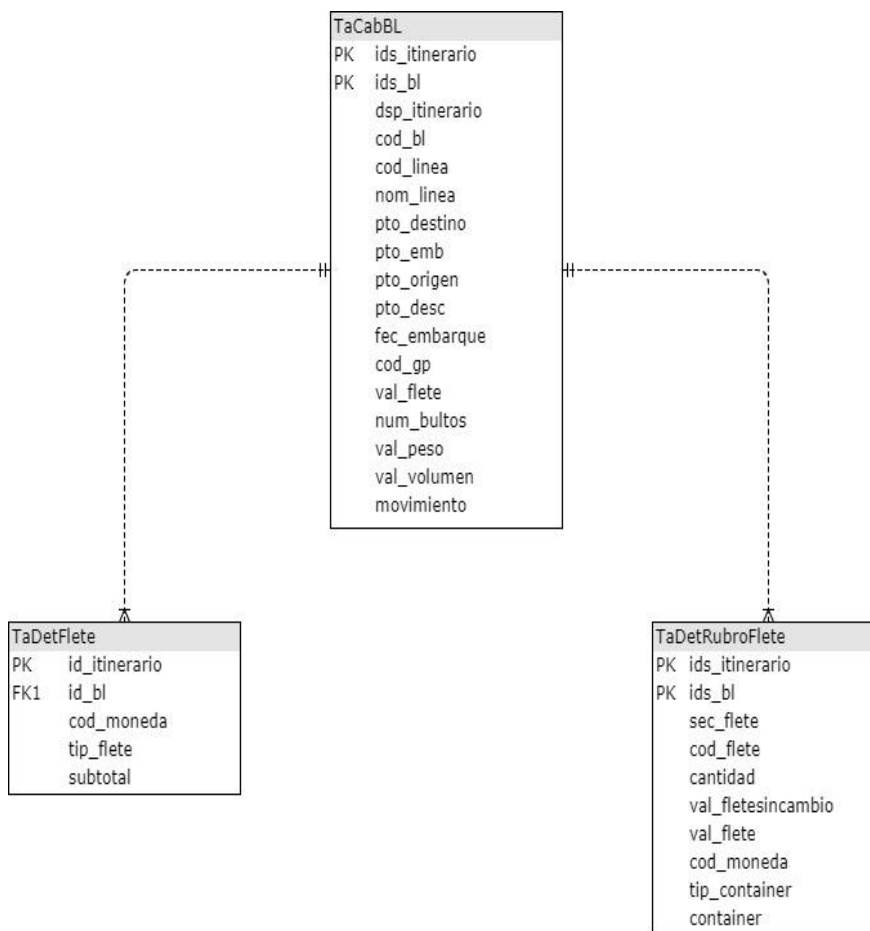 TaCabBL
PK ids_itinerario
PK ids_bl
dsp_itinerario
cod_bl
cod_linea
nom_linea
pto_destino
pto_emb
pto_origen
pto_desc
fec_embarque
cod_gp
val_flete
num_bultos
val_peso
val_volumen
movimiento
TaDetFlete
PK id_itinerario
FK1 id_bl
cod_moneda
tip_flete
subtotal
TaDetRubroFlete
PK ids_itinerario
PK ids_bl
sec_flete
cod_flete
cantidad
val_fletesincambio
val_flete
cod_moneda
tip_container
container